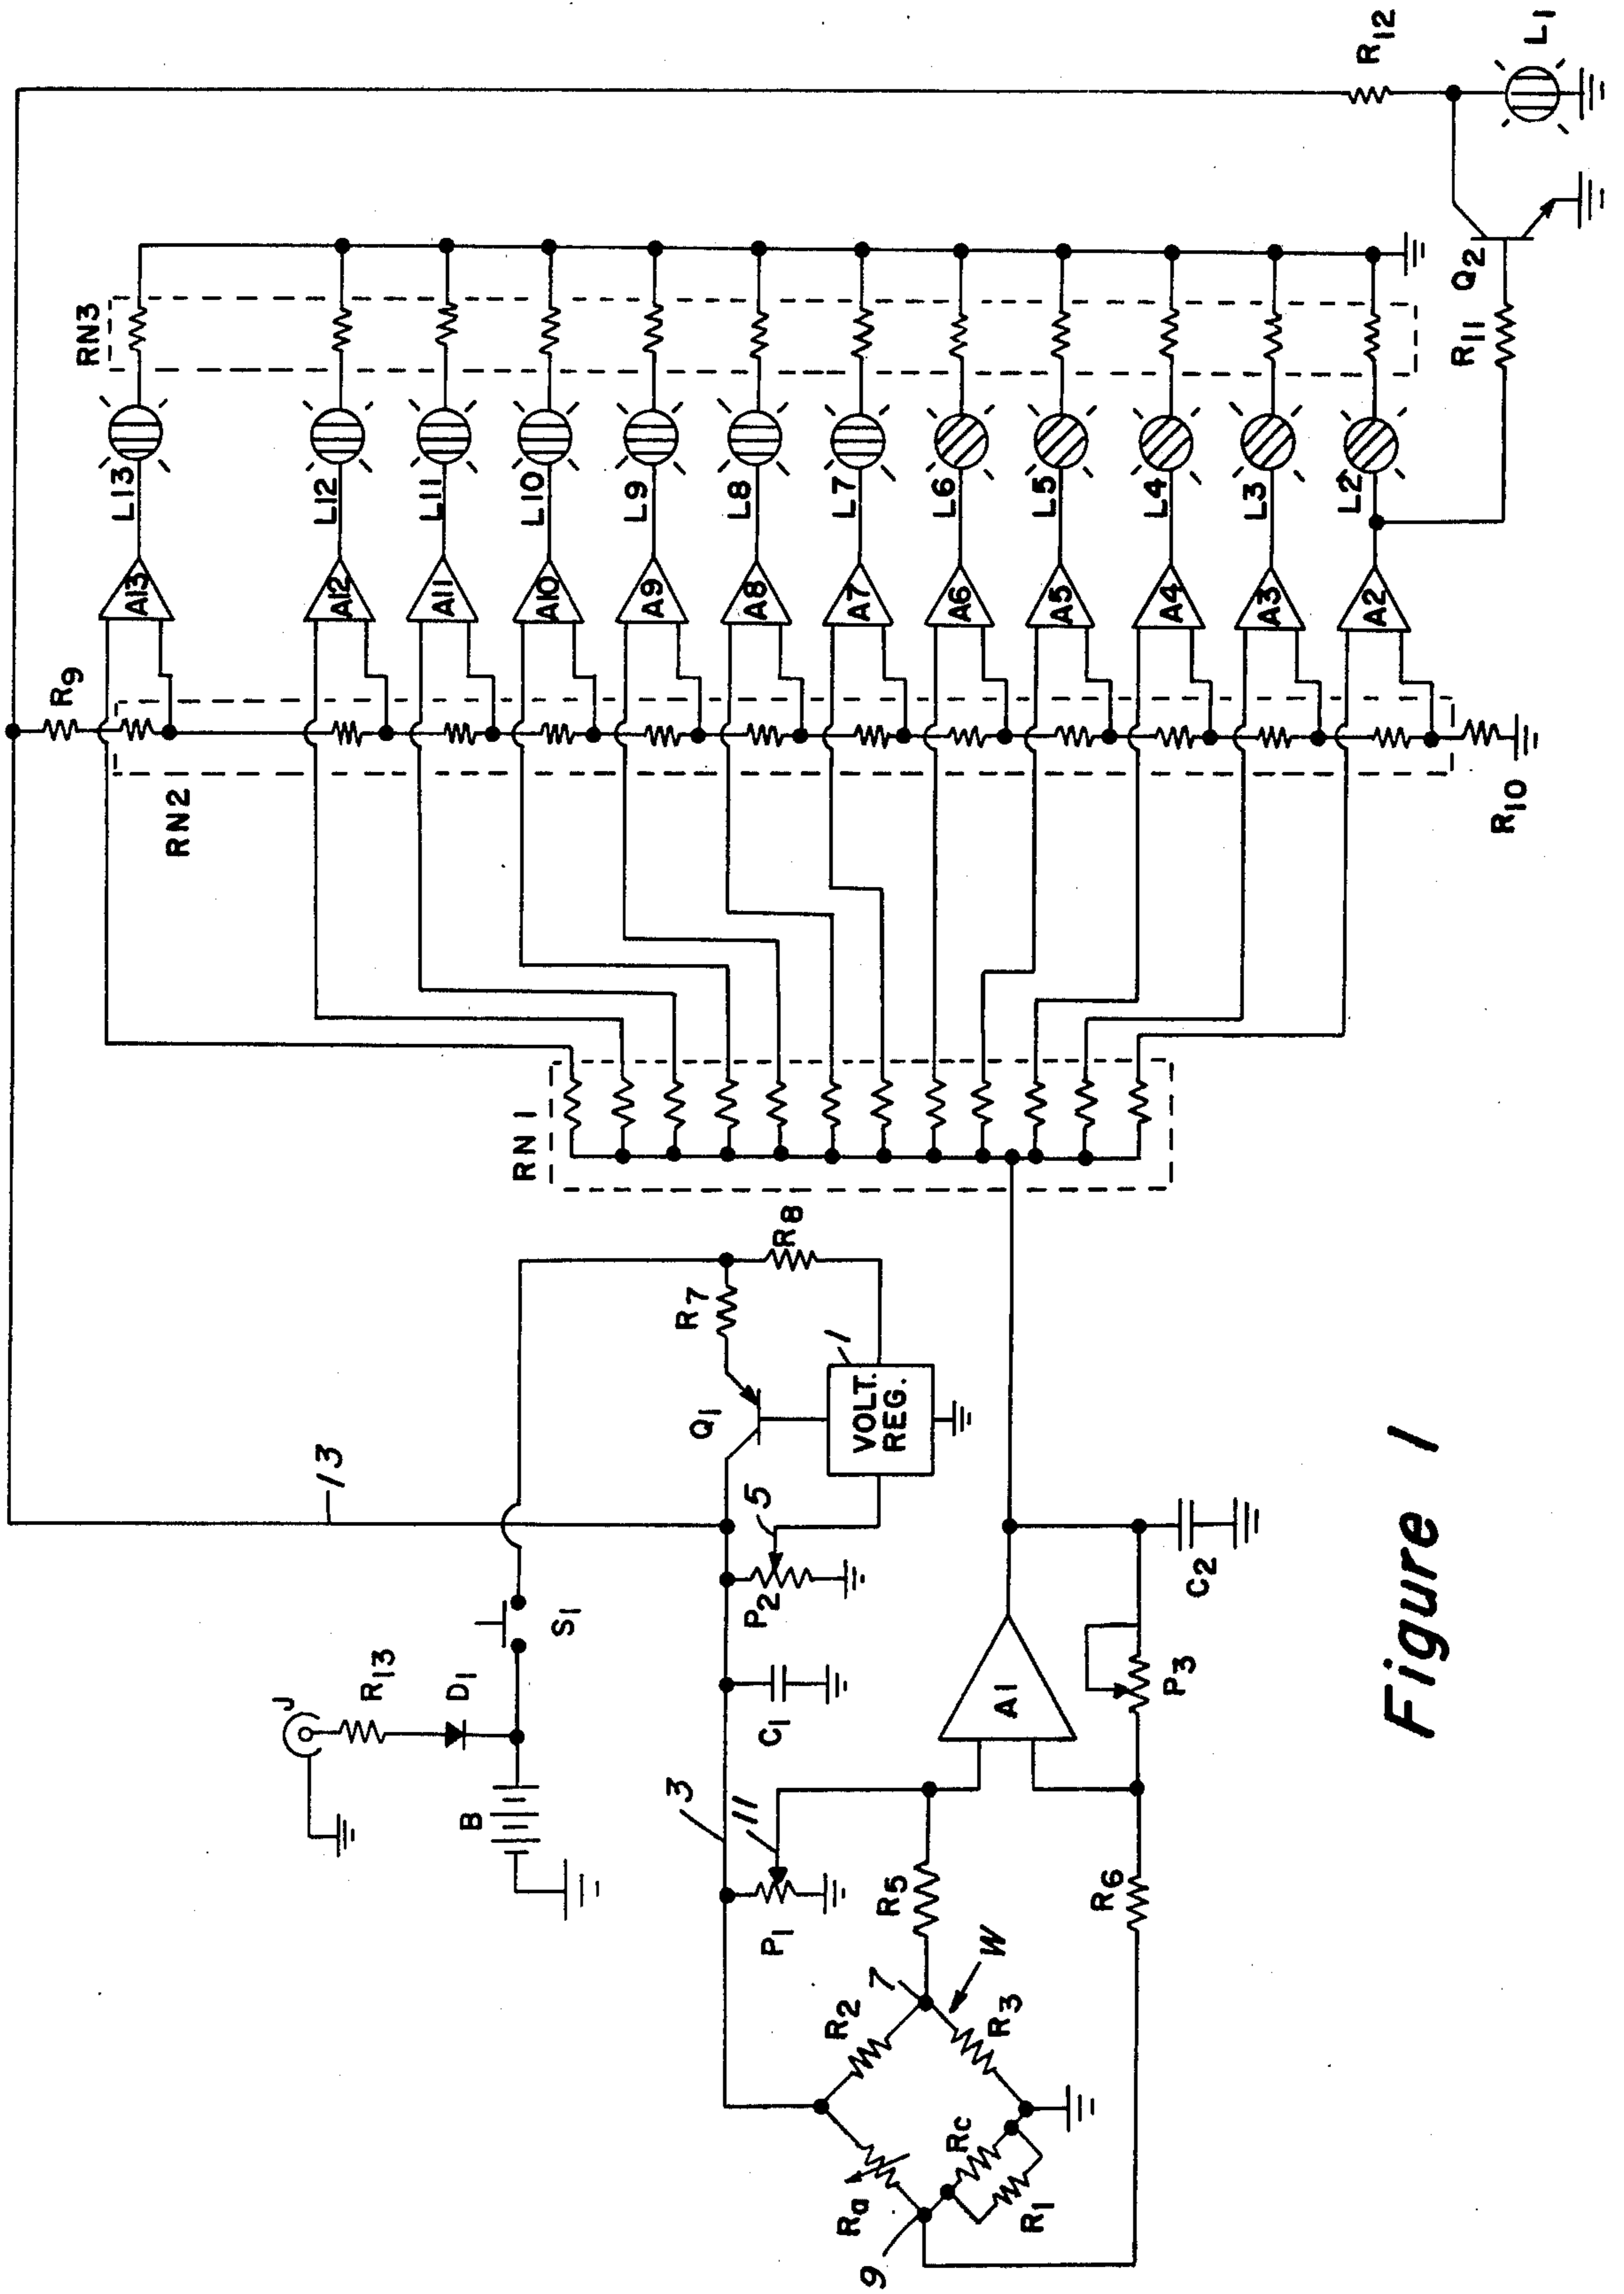 R12
L1
RN3
Q2
R11
L13
L12
L11
L10
L9
L8
L7
L6
L5
L4
L3
L2
A13
A12
A11
A10
A9
A8
A7
A6
A5
A4
A3
A2
R9
RN2
R10
RN1
R8
R7
Q1
1
VOLT.
REG.
13
5
P2
S1
C2
J
R13
D1
B
C1
A1
P3
3
11
P1
R5
R6
7
W
R2
R3
Rc
Ra
R1
9
Figure 1